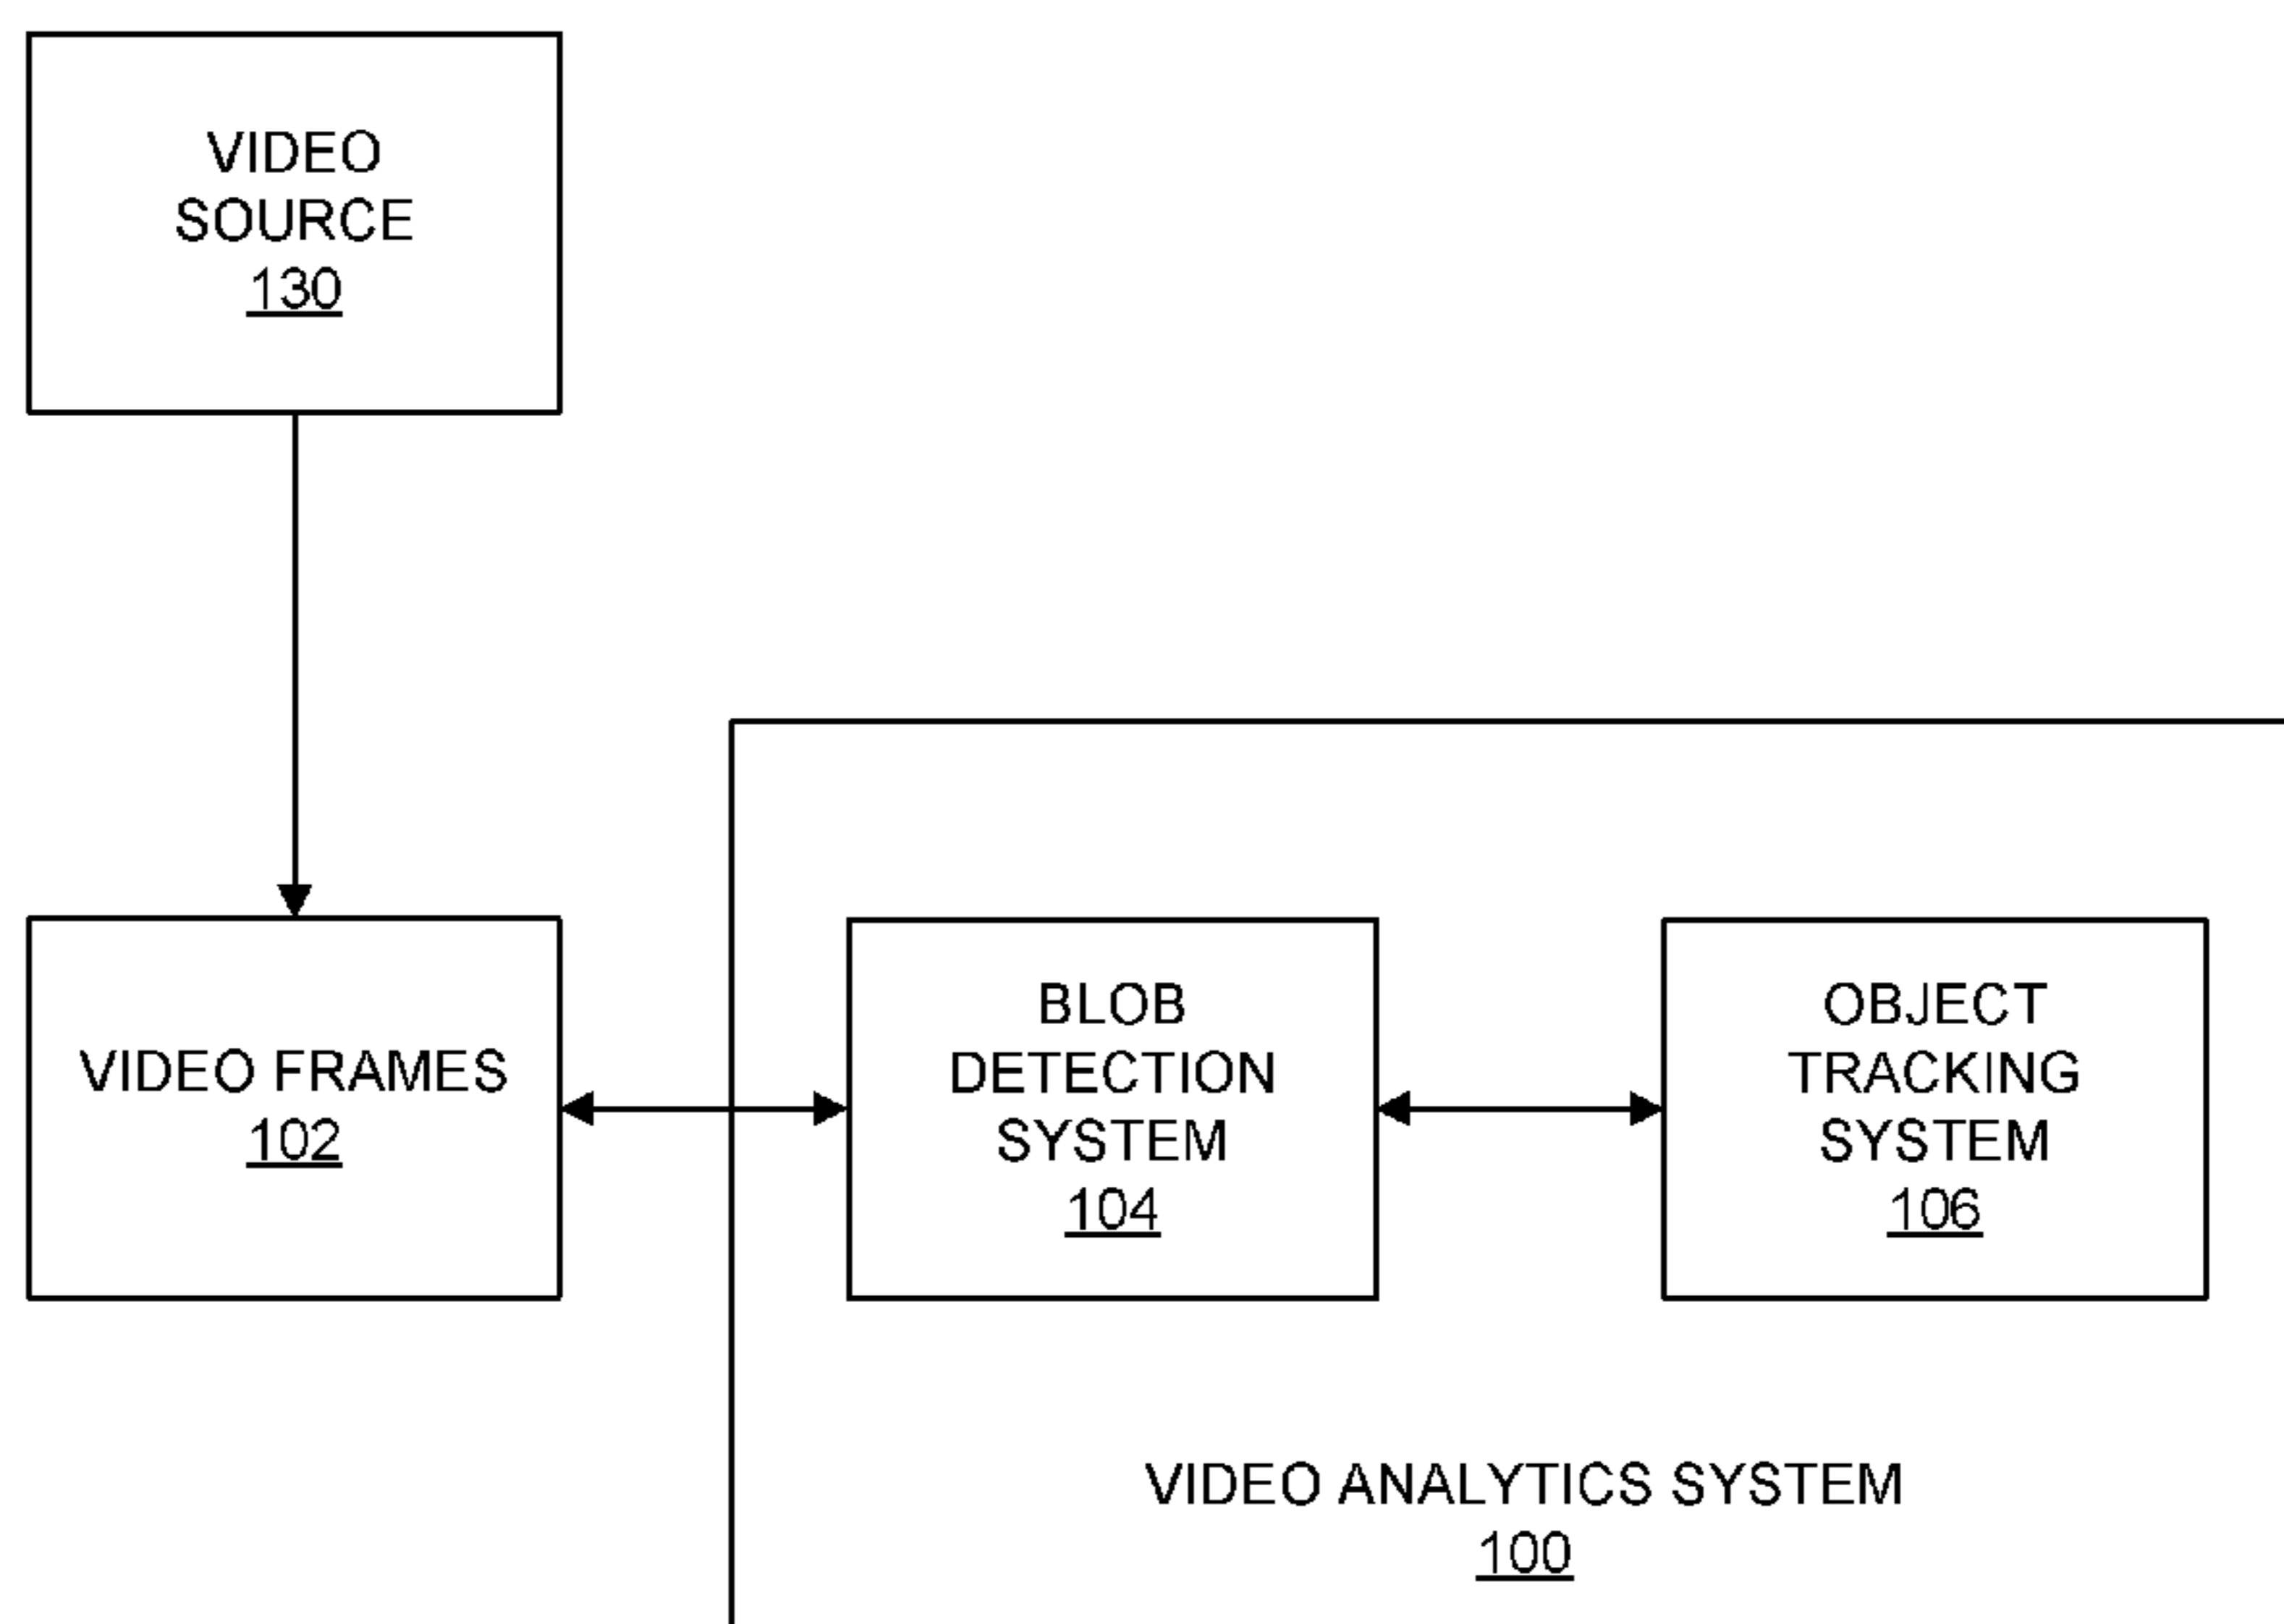 VIDEO
SOURCE
130
VIDEO FRAMES
102
BLOB
DETECTION
SYSTEM
104
OBJECT
TRACKING
SYSTEM
106
VIDEO ANALYTICS SYSTEM
100